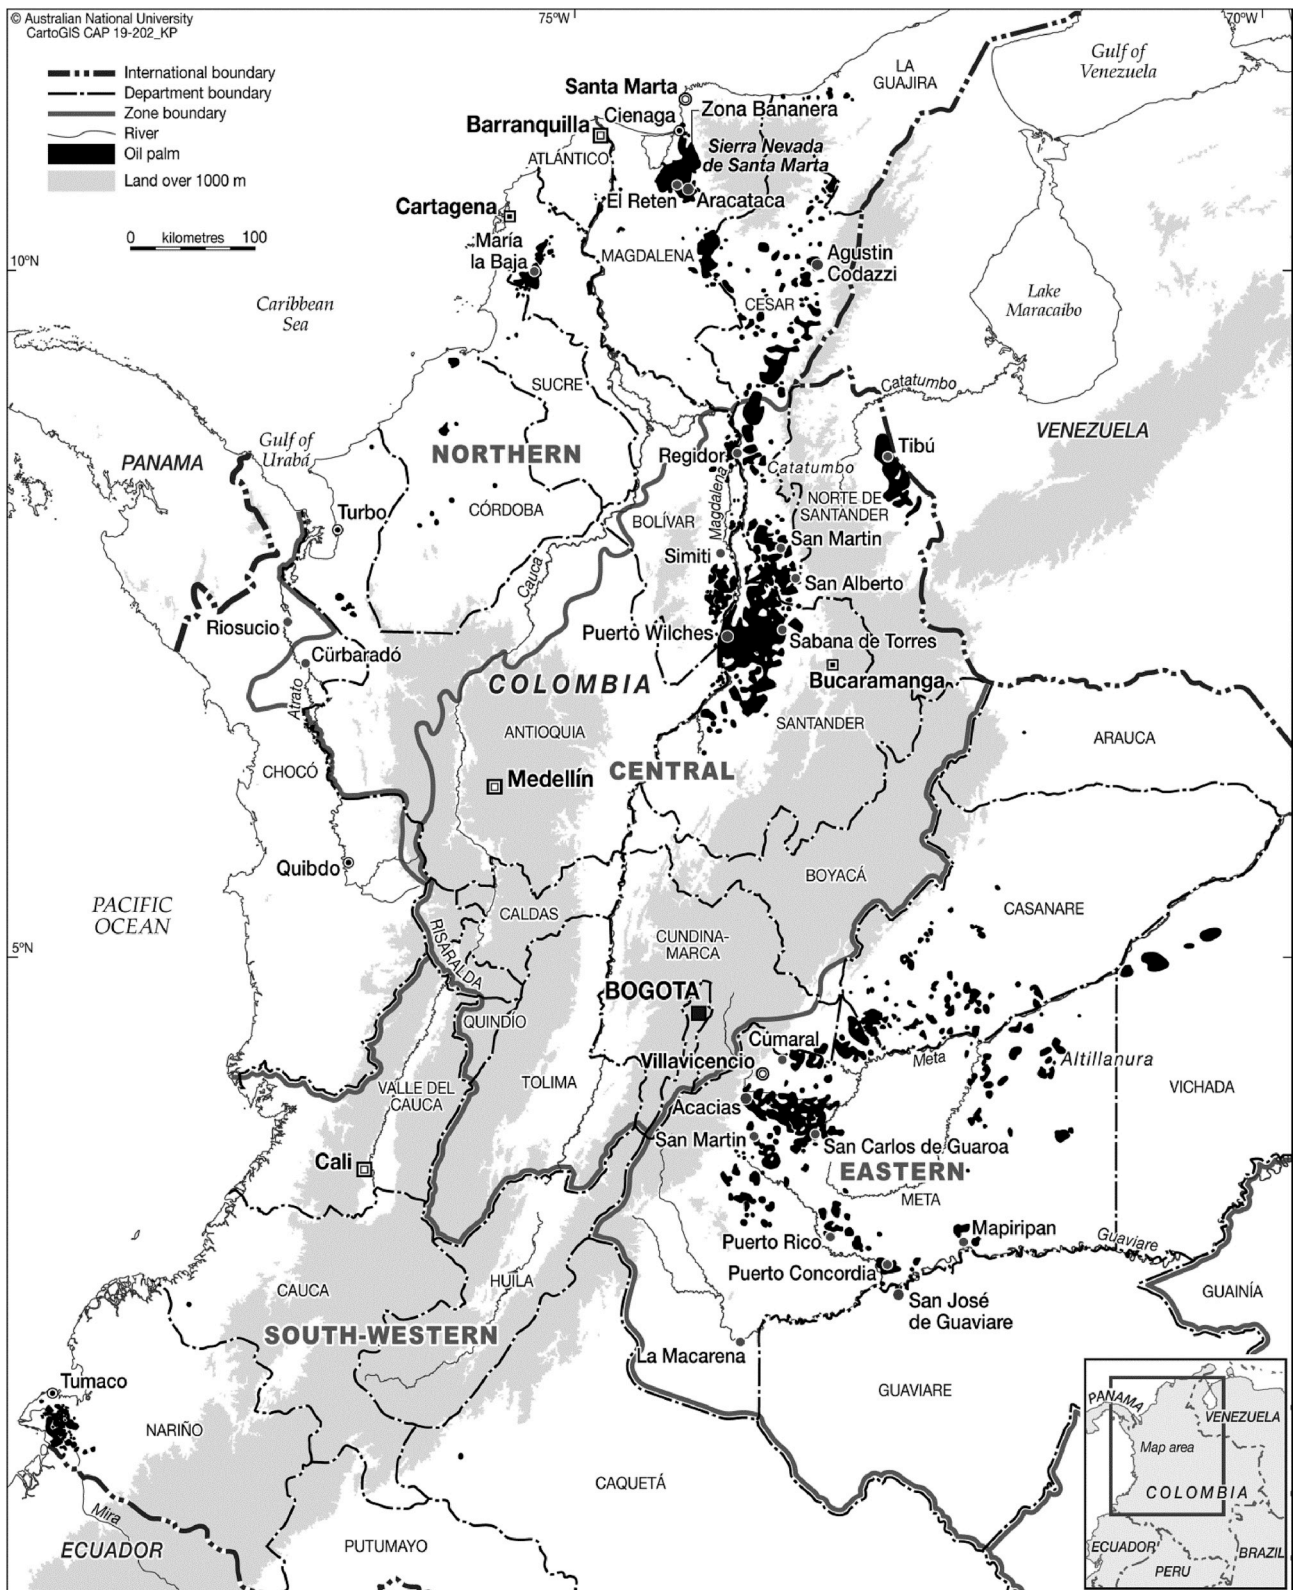 © Australian National University
CartoGIS CAP 19-202_KP
75°W
70°W
International boundary
Department boundary
Zone boundary
River
Oil palm
Land over 1000 m
0 kilometres 100
10°N
5°N
Gulf of
Venezuela
LA
GUAJIRA
Santa Marta
Cienaga
Zona Bananera
Barranquilla
ATLÁNTICO
Sierra Nevada
de Santa Marta
El Reten
Aracataca
Cartagena
María
la Baja
MAGDALENA
Agustin
Codazzi
CESAR
Caribbean
Sea
Lake
Maracaibo
SUCRE
Catatumbo
VENEZUELA
Gulf of
Urabá
PANAMA
NORTHERN
Regidor
Catatumbo
Tibú
Magdalena
NORTE DE
SANTANDER
CÓRDOBA
BOLÍVAR
Turbo
San Martin
Simiti
Cauca
San Alberto
Riosucio
Puerto Wilches
Sabana de Torres
Cürbaradó
COLOMBIA
Bucaramanga
Atrato
ANTIOQUIA
SANTANDER
ARAUCA
CHOCÓ
Medellín
CENTRAL
Quibdo
BOYACÁ
PACIFIC
OCEAN
CALDAS
CASANARE
RISARALDA
CUNDINA-
MARCA
BOGOTA
QUINDÍO
Cumaral
Meta
Altillanura
Villavicencio
VALLE DEL
CAUCA
TOLIMA
VICHADA
Acacias
San Martin
San Carlos de Guaroa
Cali
EASTERN
META
Puerto Rico
Mapiripan
Guaviare
Puerto Concordia
HUILA
CAUCA
San José
de Guaviare
GUAINÍA
SOUTH-WESTERN
La Macarena
Tumaco
GUAVIARE
NARIÑO
CAQUETÁ
Mira
ECUADOR
PUTUMAYO
PANAMA
VENEZUELA
Map area
COLOMBIA
ECUADOR
PERU
BRAZIL